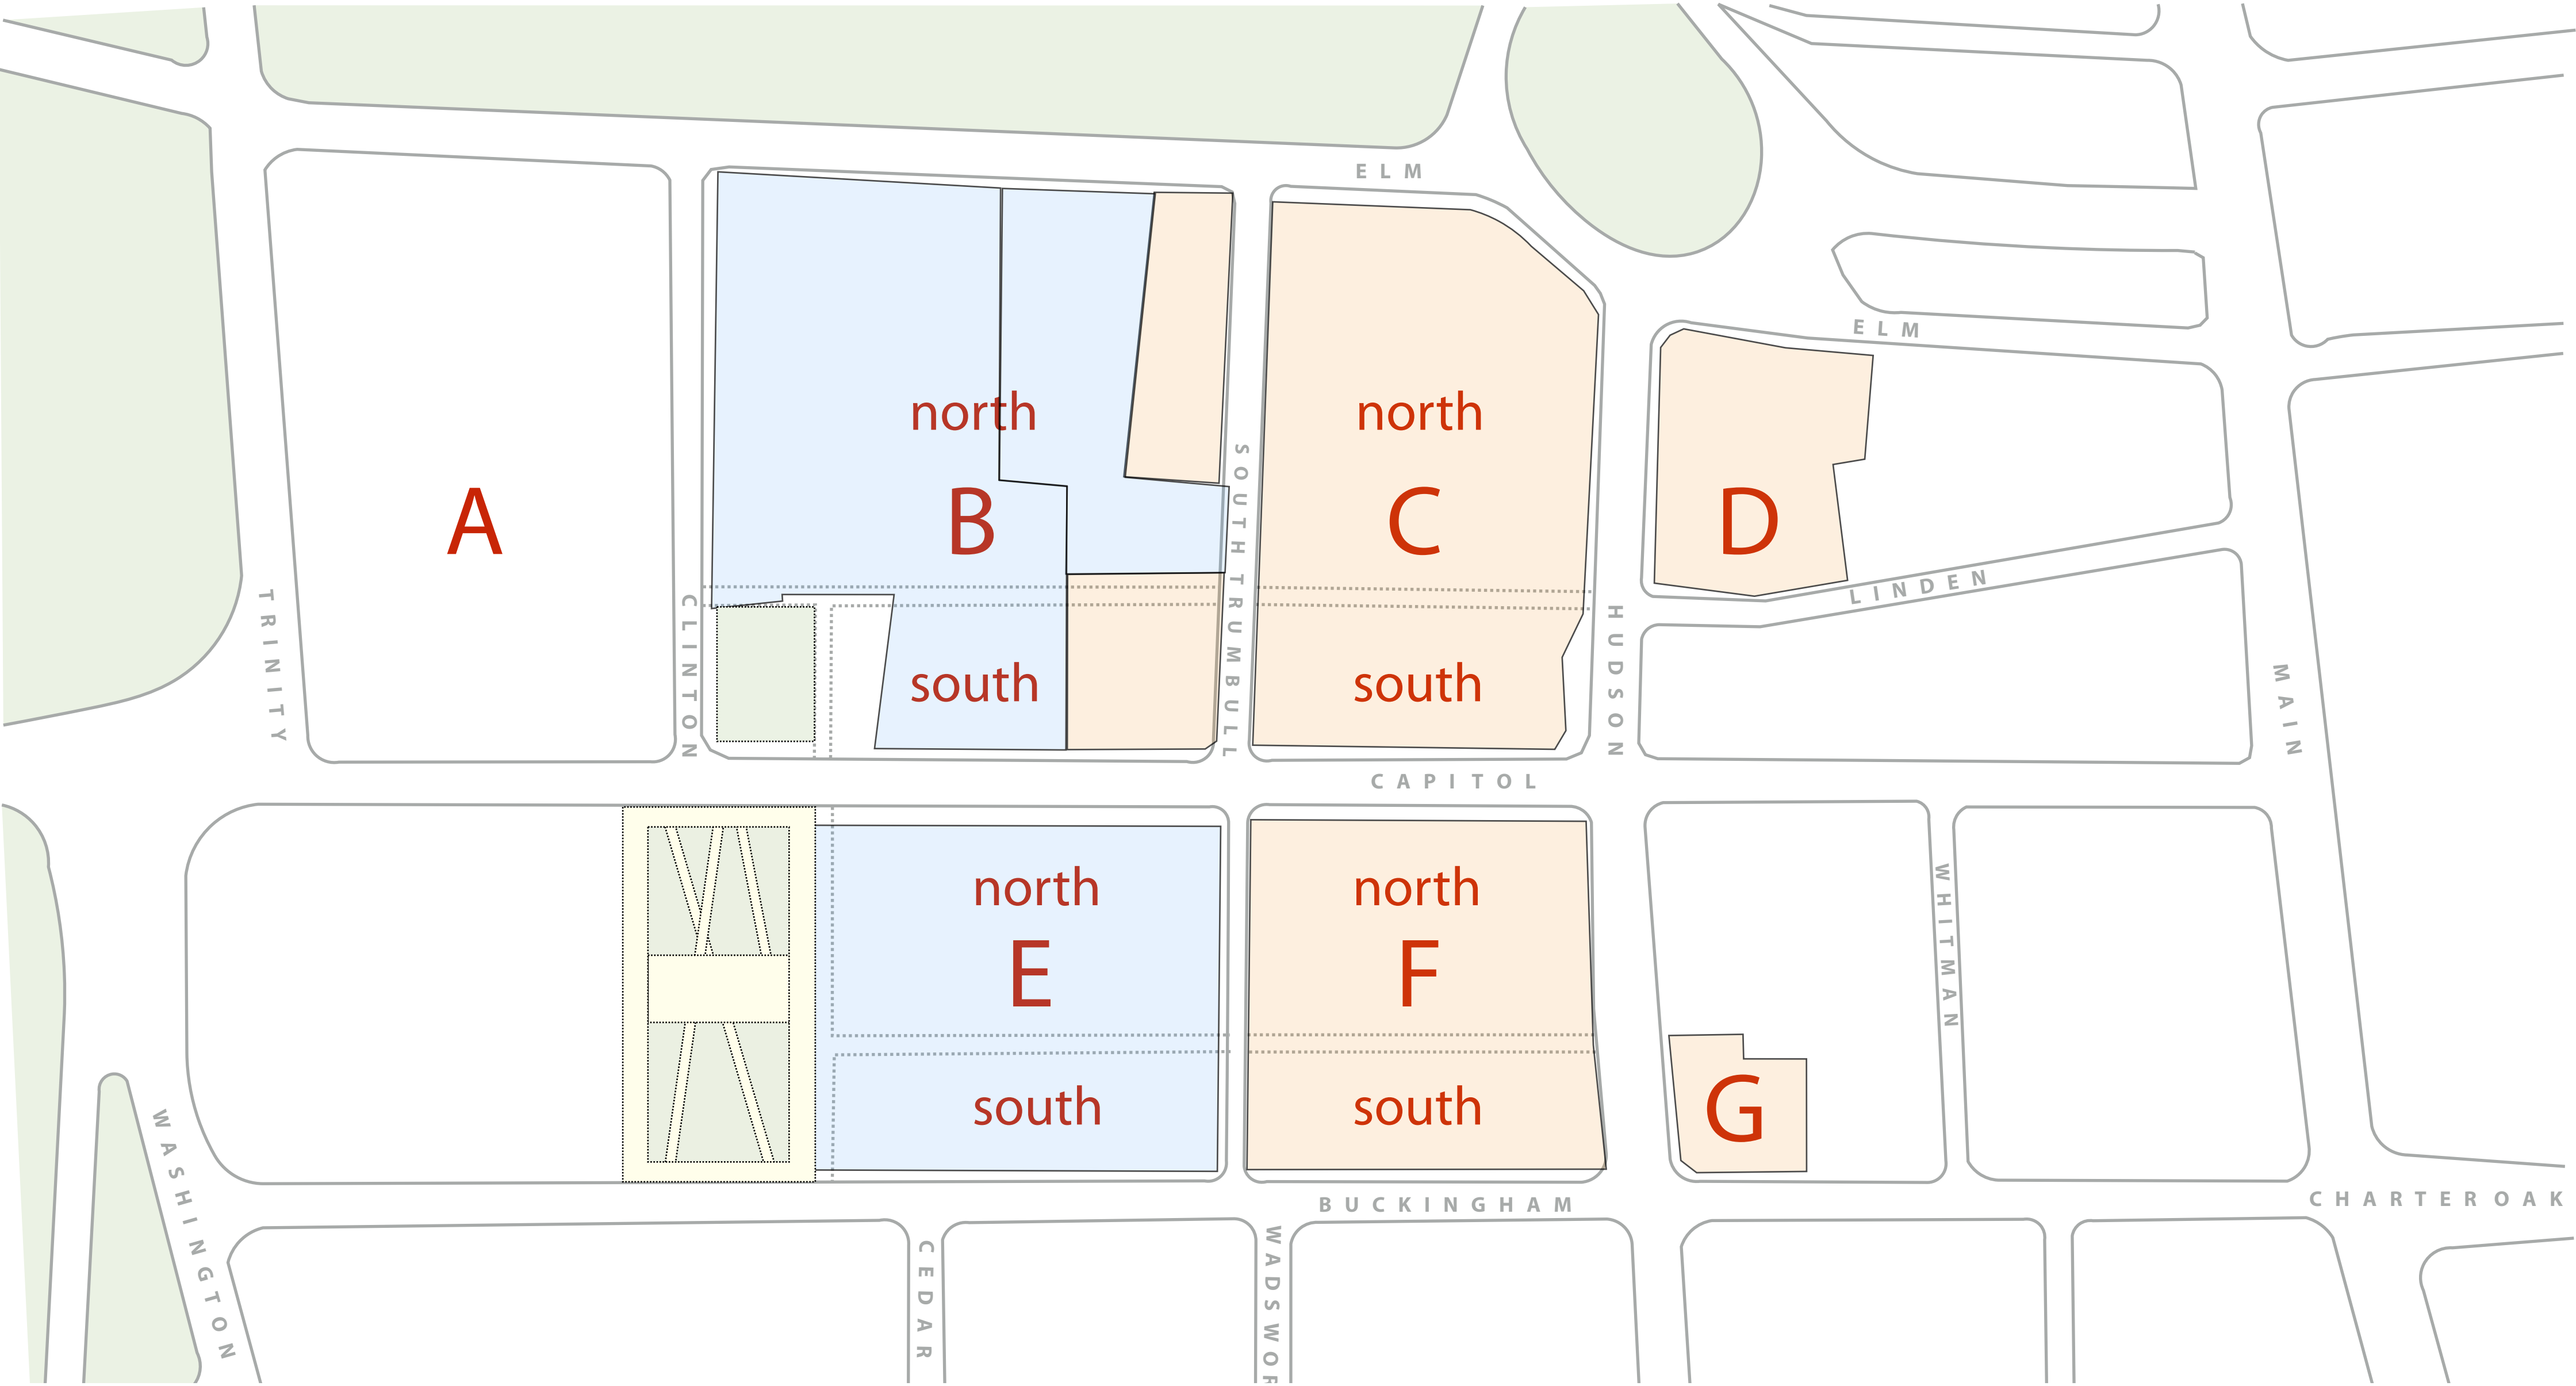 ELM
ELM
north
north
A
B
C
D
SOUTH TRUMBULL
LINDEN
TRINITY
CLINTON
HUDSON
south
south
MAIN
CAPITOL
north
north
WHITMAN
E
F
south
south
G
WASHINGTON
BUCKINGHAM
CHARTER OAK
CEDAR
WADSWOR